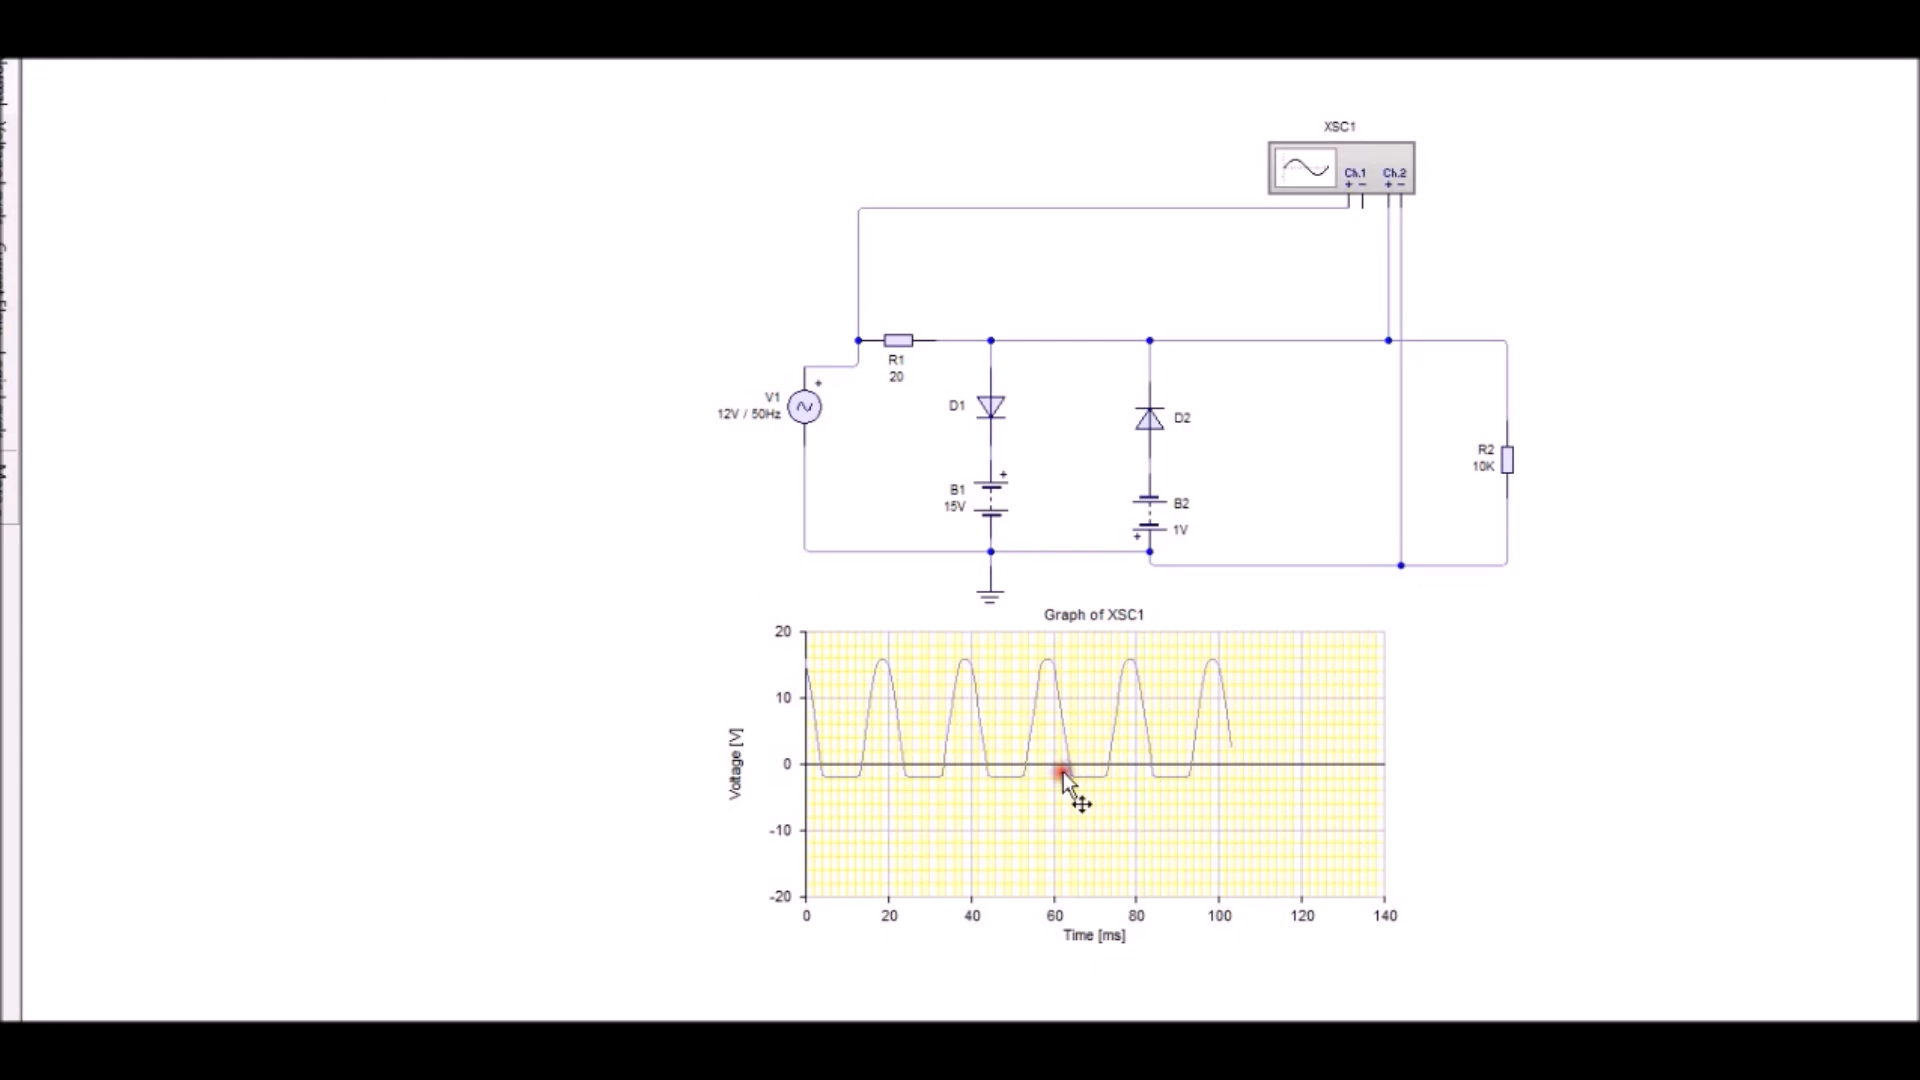 XSC1
Ch.1 Ch.2
+ − + −
R1
20
V1
12V / 50Hz
+
D1
D2
+
B1
15V
B2
1V
+
R2
10K
Graph of XSC1
Voltage [V]
20
10
0
-10
-20
0 20 40 60 80 100 120 140
Time [ms]